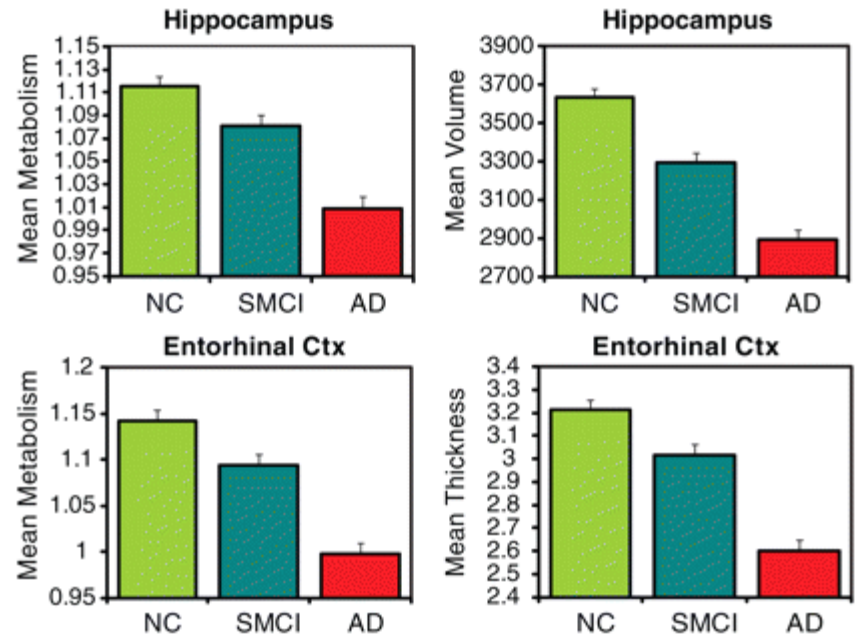 Hippocampus
Mean Metabolism
1.15
1.13
1.11
1.09
1.07
1.05
1.03
1.01
0.99
0.97
0.95
NC SMCI AD
Hippocampus
Mean Volume
3900
3700
3500
3300
3100
2900
2700
NC SMCI AD
Entorhinal Ctx
Mean Metabolism
1.2
1.15
1.1
1.05
1
0.95
NC SMCI AD
Entorhinal Ctx
Mean Thickness
3.4
3.3
3.2
3.1
3
2.9
2.8
2.7
2.6
2.5
2.4
NC SMCI AD